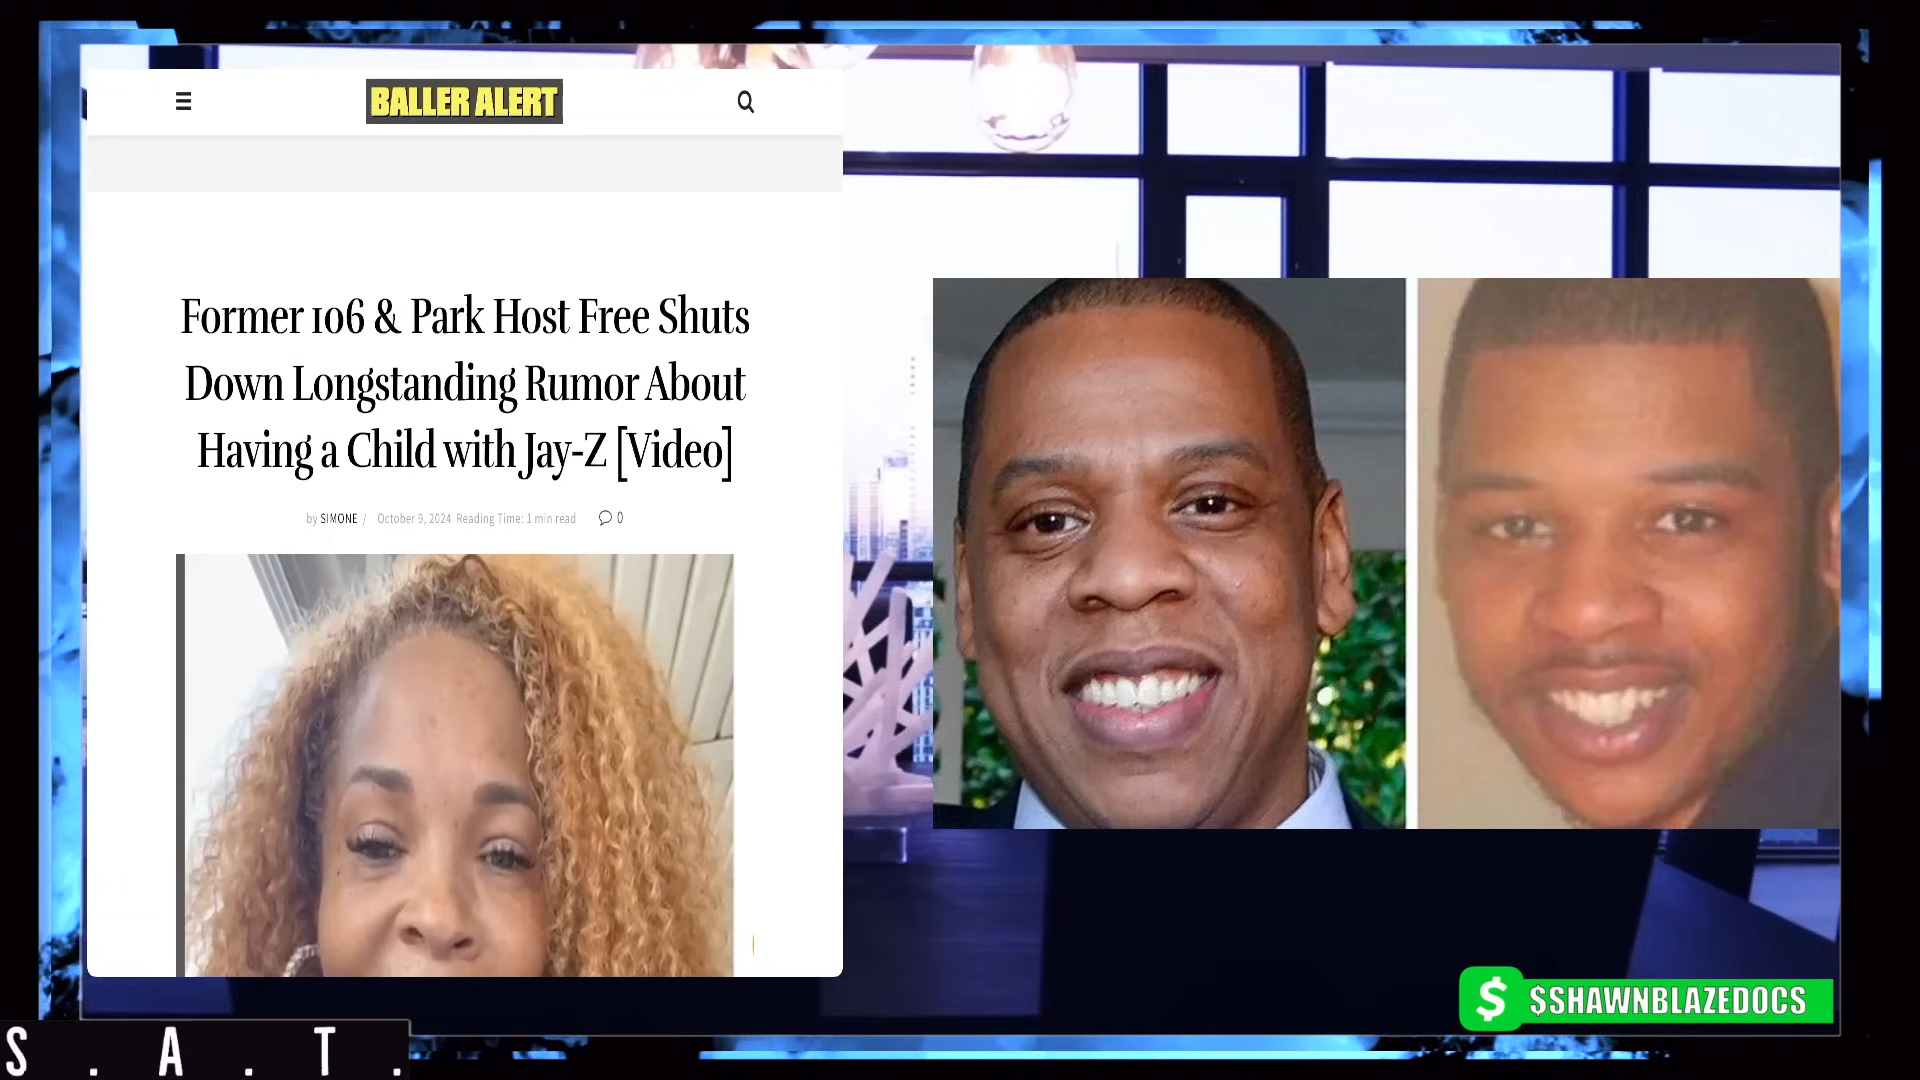 BALLER ALERT
Former 106 & Park Host Free Shuts
Down Longstanding Rumor About
Having a Child with Jay-Z [Video]
by SIMONE / October 9, 2024 Reading Time: 1 min read 0
$ $SHAWNBLAZEDOCS
S . A . T .